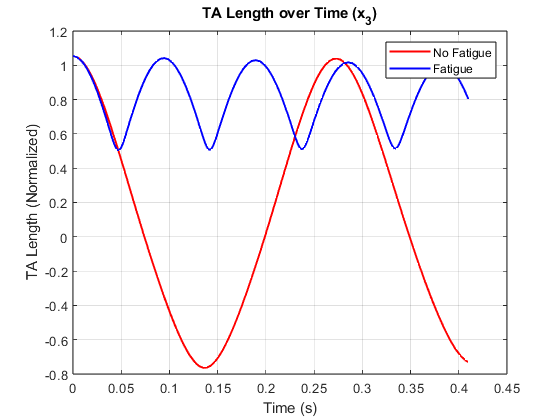 TA Length over Time (x3)
1.2
1
0.8
0.6
0.4
0.2
0
-0.2
-0.4
-0.6
-0.8
TA Length (Normalized)
No Fatigue
Fatigue
0 0.05 0.1 0.15 0.2 0.25 0.3 0.35 0.4 0.45
Time (s)